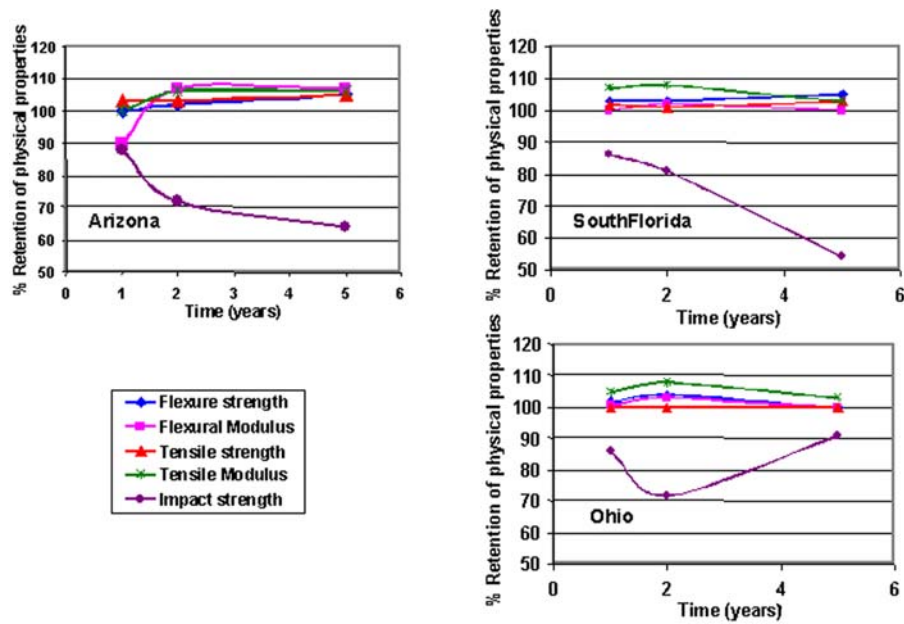 % Retention of physical properties
120
110
100
90
80
70
60
50
Arizona
0 1 2 3 4 5 6
Time (years)
% Retention of physical properties
120
110
100
90
80
70
60
50
SouthFlorida
0 2 4 6
Time (years)
Flexure strength
Flexural Modulus
Tensile strength
Tensile Modulus
Impact strength
% Retention of physical properties
120
110
100
90
80
70
60
50
Ohio
0 2 4 6
Time (years)